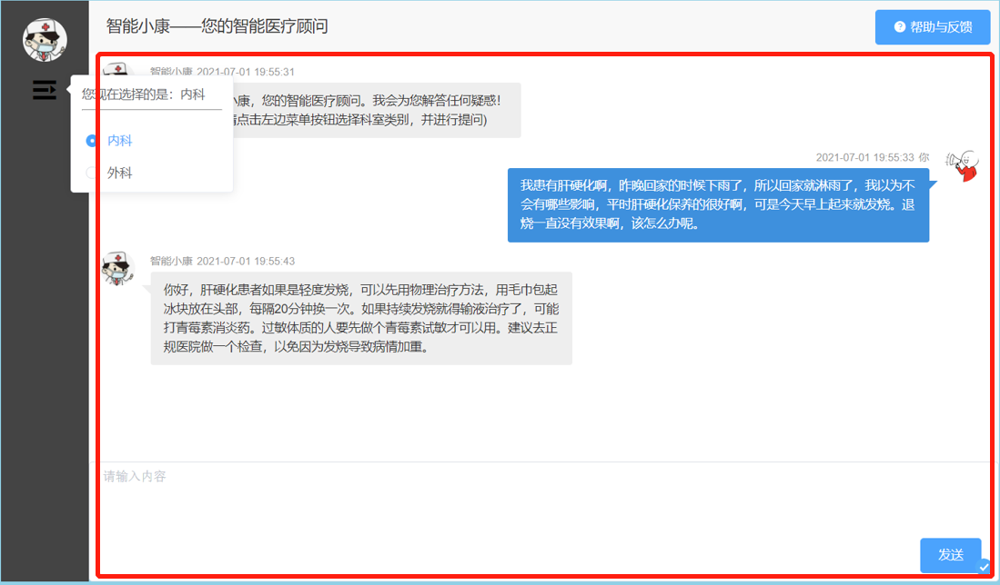 智能小康——您的智能医疗顾问
帮助与反馈
智能小康 2021-07-01 19:55:31
您现在选择的是：内科
小康，您的智能医疗顾问。我会为您解答任何疑惑！
请点击左边菜单按钮选择科室类别，并进行提问)
内科
外科
2021-07-01 19:55:33 你
我患有肝硬化啊，昨晚回家的时候下雨了，所以回家就淋雨了，我以为不
会有哪些影响，平时肝硬化保养的很好啊，可是今天早上起来就发烧。退
烧一直没有效果啊，该怎么办呢。
智能小康 2021-07-01 19:55:43
你好，肝硬化患者如果是轻度发烧，可以先用物理治疗方法，用毛巾包起
冰块放在头部，每隔20分钟换一次。如果持续发烧就得输液治疗了，可能
打青莓素消炎药。过敏体质的人要先做个青莓素试敏才可以用。建议去正
规医院做一个检查，以免因为发烧导致病情加重。
请输入内容
发送